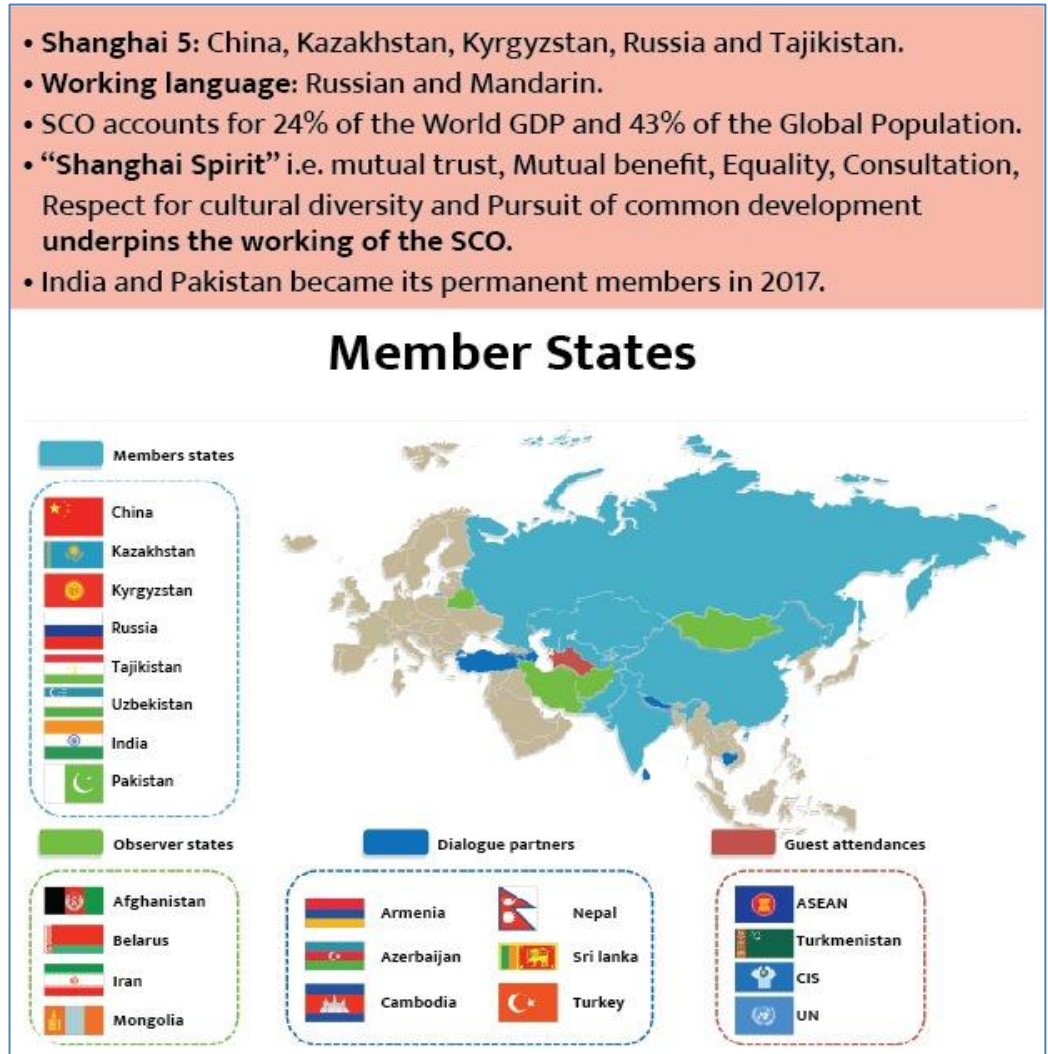 • Shanghai 5: China, Kazakhstan, Kyrgyzstan, Russia and Tajikistan.
• Working language: Russian and Mandarin.
• SCO accounts for 24% of the World GDP and 43% of the Global Population.
• “Shanghai Spirit” i.e. mutual trust, Mutual benefit, Equality, Consultation,
Respect for cultural diversity and Pursuit of common development
underpins the working of the SCO.
• India and Pakistan became its permanent members in 2017.
Member States
Members states
China
Kazakhstan
Kyrgyzstan
Russia
Tajikistan
Uzbekistan
India
Pakistan
Observer states
Afghanistan
Belarus
Iran
Mongolia
Dialogue partners
Armenia
Azerbaijan
Cambodia
Nepal
Sri lanka
Turkey
Guest attendances
ASEAN
Turkmenistan
CIS
UN